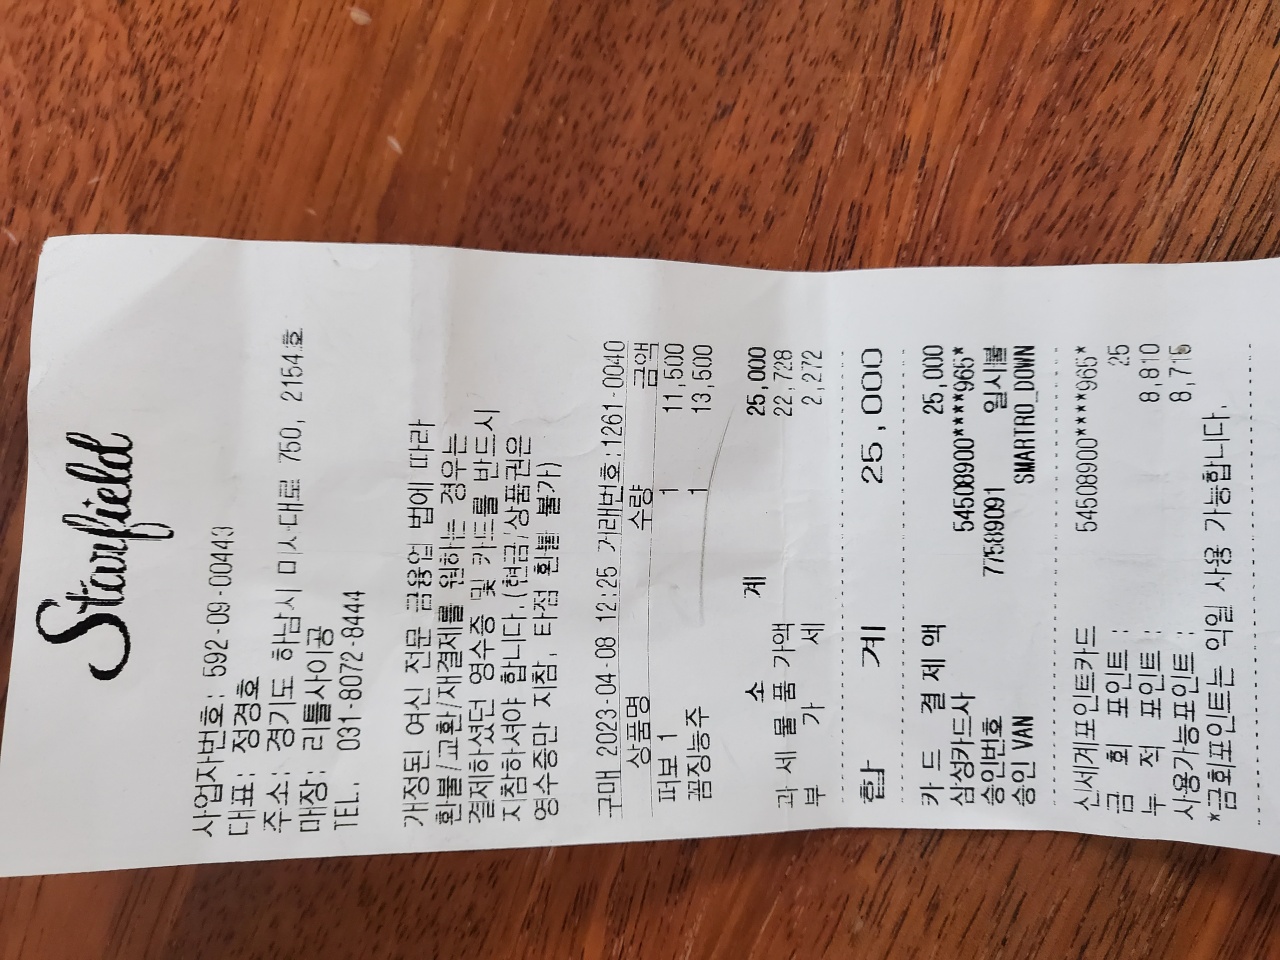 Starfield
사업자번호: 592-09-00443
대표: 정경호
주소: 경기도 하남시 미사대로 750, 2154호
매장: 리틀사이공
TEL. 031-8072-8444
개정된 여신 전문 금융업 법에 따라
환불/교환/재결제를 원하는 경우는
결제하셨던 영수증 및 카드를 반드시
지참하셔야 합니다.(현금/상품권은
영수증만 지참, 타점 환불 불가)
구매 2023-04-08 12:25 거래번호:1261-0040
상품명 수량 금액
퍼보 1 1 11,500
꼼징능주 1 13,500
소 계 25,000
과 세 물 품 가액 22,728
부 가 세 2,272
합 계 25,000
카 드 결 제 액 25,000
삼성카드사 54508900****965*
승인번호 77589091 일시불
승인 VAN SMARTRO_DOWN
신세계포인트카드 54508900****965*
금 회 포인트 : 25
누 적 포인트 : 8,810
사용가능포인트 : 8,715
*금회포인트는 익일 사용 가능합니다.